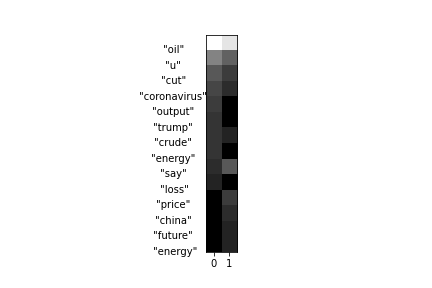 "oil"
"u"
"cut"
"coronavirus"
"output"
"trump"
"crude"
"energy"
"say"
"loss"
"price"
"china"
"future"
"energy"
0 1